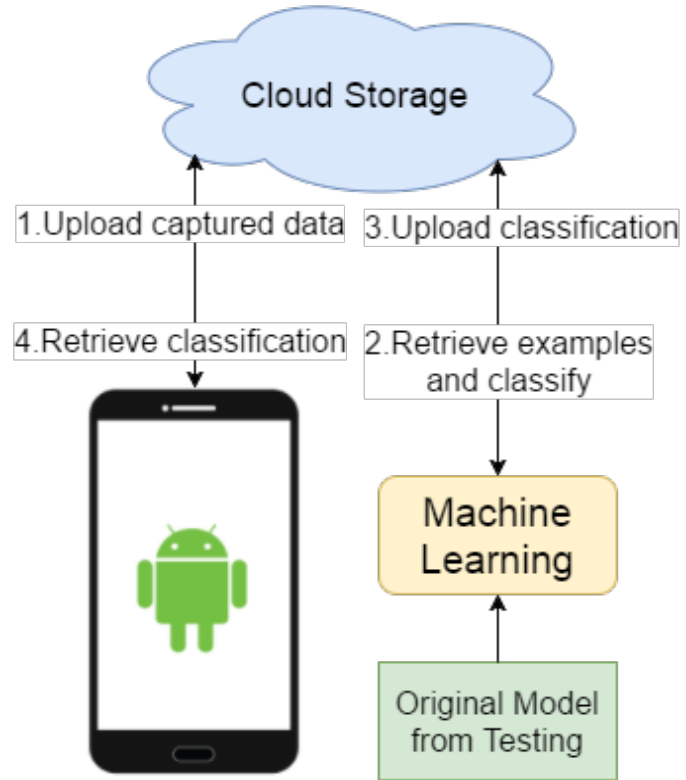 Cloud Storage
1.Upload captured data
3.Upload classification
4.Retrieve classification
2.Retrieve examples
and classify
Machine
Learning
Original Model
from Testing